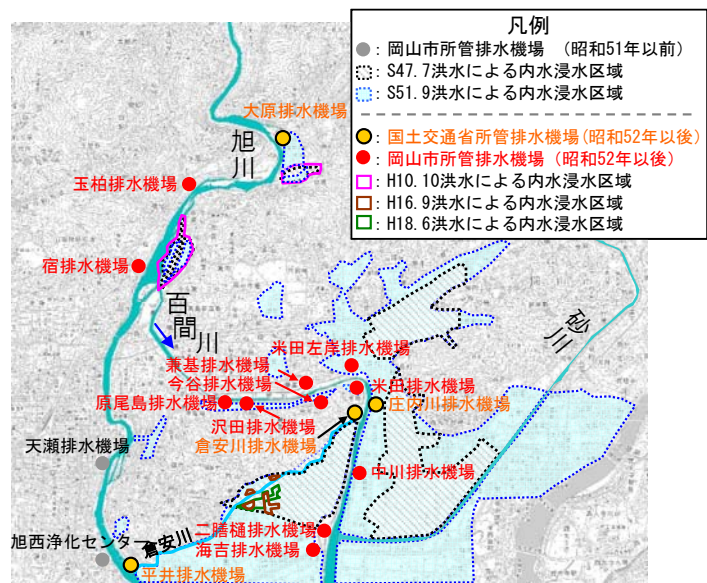 凡例
：岡山市所管排水機場　（昭和51年以前）
：S47.7洪水による内水浸水区域
：S51.9洪水による内水浸水区域
：国土交通省所管排水機場（昭和52年以後）
：岡山市所管排水機場　（昭和52年以後）
：H10.10洪水による内水浸水区域
：H16.9洪水による内水浸水区域
：H18.6洪水による内水浸水区域
大原排水機場
旭川
玉柏排水機場
宿排水機場
百間川
砂川
米田左岸排水機場
兼基排水機場
今谷排水機場
米田排水機場
原尾島排水機場
庄内川排水機場
沢田排水機場
倉安川排水機場
天瀬排水機場
中川排水機場
二膳樋排水機場
倉安川
旭西浄化センター
海吉排水機場
平井排水機場